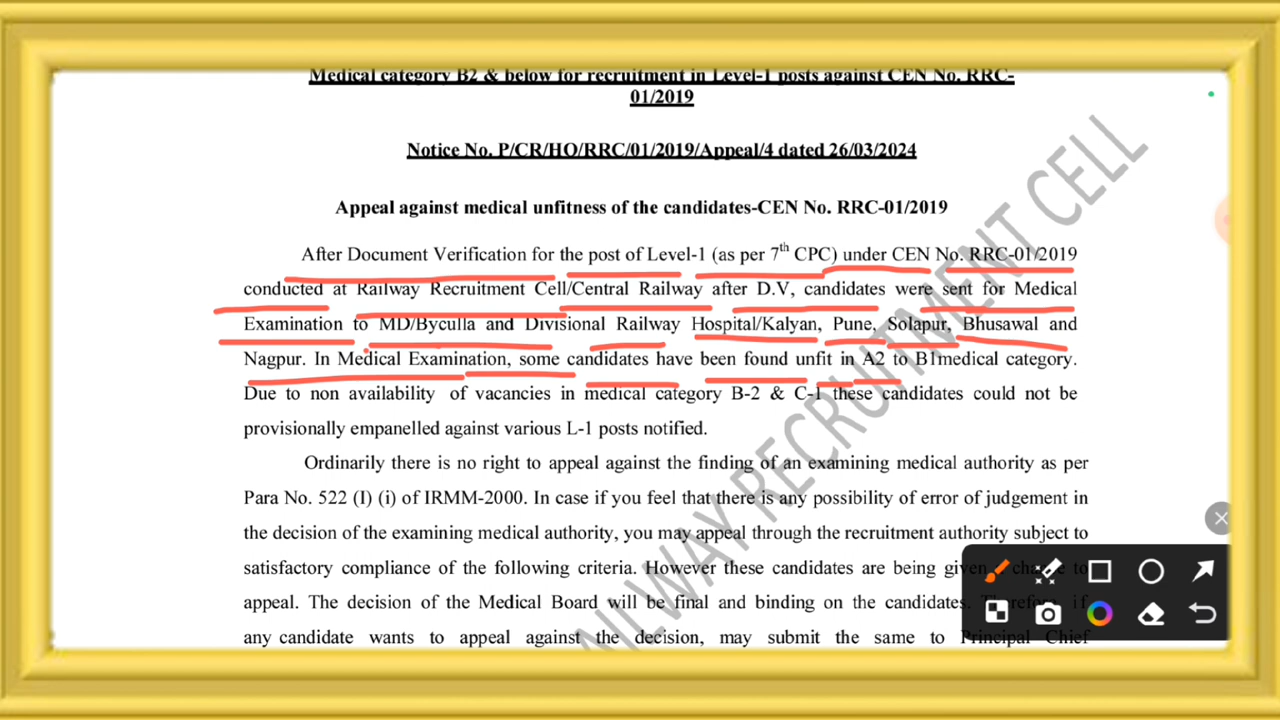 Medical category B2 & below for recruitment in Level-1 posts against CEN No. RRC-
01/2019
Notice No. P/CR/HO/RRC/01/2019/Appeal/4 dated 26/03/2024
Appeal against medical unfitness of the candidates-CEN No. RRC-01/2019
After Document Verification for the post of Level-1 (as per 7th CPC) under CEN No. RRC-01/2019
conducted at Railway Recruitment Cell/Central Railway after D.V, candidates were sent for Medical
Examination to MD/Byculla and Divisional Railway Hospital/Kalyan, Pune, Solapur, Bhusawal and
Nagpur. In Medical Examination, some candidates have been found unfit in A2 to B1medical category.
Due to non availability of vacancies in medical category B-2 & C-1 these candidates could not be
provisionally empanelled against various L-1 posts notified.
Ordinarily there is no right to appeal against the finding of an examining medical authority as per
Para No. 522 (I) (i) of IRMM-2000. In case if you feel that there is any possibility of error of judgement in
the decision of the examining medical authority, you may appeal through the recruitment authority subject to
satisfactory compliance of the following criteria. However these candidates are being given a chance to
appeal. The decision of the Medical Board will be final and binding on the candidates. Therefore, if
any candidate wants to appeal against the decision, may submit the same to Principal Chief
RAILWAY RECRUITMENT CELL